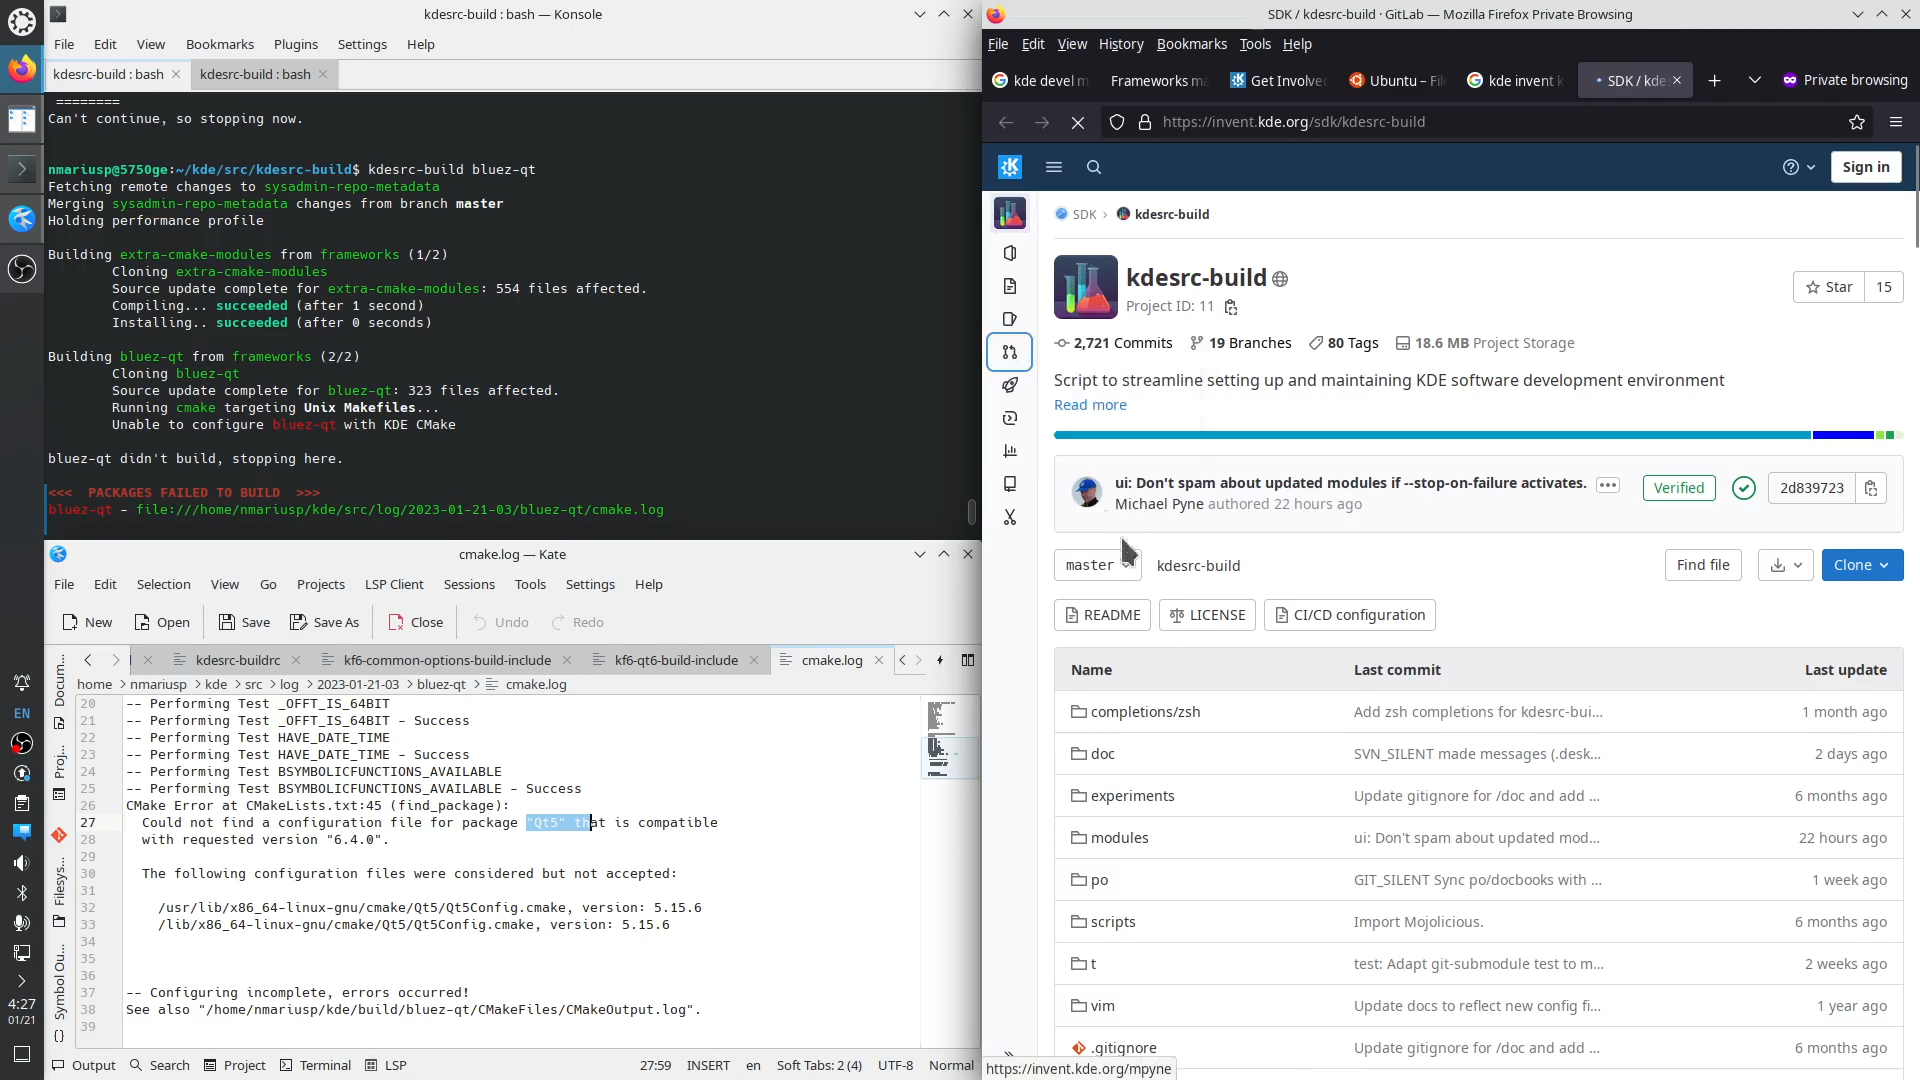 kdesrc-build : bash — Konsole
File Edit View Bookmarks Plugins Settings Help
kdesrc-build : bash
kdesrc-build : bash
========
Can't continue, so stopping now.
nmariusp@5750ge:~/kde/src/kdesrc-build$ kdesrc-build bluez-qt
Fetching remote changes to sysadmin-repo-metadata
Merging sysadmin-repo-metadata changes from branch master
Holding performance profile
Building extra-cmake-modules from frameworks (1/2)
Cloning extra-cmake-modules
Source update complete for extra-cmake-modules: 554 files affected.
Compiling... succeeded (after 1 second)
Installing.. succeeded (after 0 seconds)
Building bluez-qt from frameworks (2/2)
Cloning bluez-qt
Source update complete for bluez-qt: 323 files affected.
Running cmake targeting Unix Makefiles...
Unable to configure bluez-qt with KDE CMake
bluez-qt didn't build, stopping here.
<<<  PACKAGES FAILED TO BUILD  >>>
bluez-qt - file:///home/nmariusp/kde/src/log/2023-01-21-03/bluez-qt/cmake.log
cmake.log — Kate
File Edit Selection View Go Projects LSP Client Sessions Tools Settings Help
New Open Save Save As Close Undo Redo
kdesrc-buildrc kf6-common-options-build-include kf6-qt6-build-include cmake.log
home > nmariusp > kde > src > log > 2023-01-21-03 > bluez-qt > cmake.log
Docum...
Proj...
Filesys...
Symbol Ou...
20 -- Performing Test _OFFT_IS_64BIT
21 -- Performing Test _OFFT_IS_64BIT - Success
22 -- Performing Test HAVE_DATE_TIME
23 -- Performing Test HAVE_DATE_TIME - Success
24 -- Performing Test BSYMBOLICFUNCTIONS_AVAILABLE
25 -- Performing Test BSYMBOLICFUNCTIONS_AVAILABLE - Success
26 CMake Error at CMakeLists.txt:45 (find_package):
27 Could not find a configuration file for package "Qt5" that is compatible
28 with requested version "6.4.0".
29
30 The following configuration files were considered but not accepted:
31
32 /usr/lib/x86_64-linux-gnu/cmake/Qt5/Qt5Config.cmake, version: 5.15.6
33 /lib/x86_64-linux-gnu/cmake/Qt5/Qt5Config.cmake, version: 5.15.6
34
35
36
37 -- Configuring incomplete, errors occurred!
38 See also "/home/nmariusp/kde/build/bluez-qt/CMakeFiles/CMakeOutput.log".
39
Output Search Project Terminal LSP 27:59 INSERT en Soft Tabs: 2 (4) UTF-8 Normal
EN
4:27
01/21
SDK / kdesrc-build · GitLab — Mozilla Firefox Private Browsing
File Edit View History Bookmarks Tools Help
kde devel m Frameworks ma Get Involve Ubuntu – Fil kde invent k SDK / kde Private browsing
https://invent.kde.org/sdk/kdesrc-build
Sign in
SDK › kdesrc-build
kdesrc-build
Project ID: 11
Star 15
2,721 Commits 19 Branches 80 Tags 18.6 MB Project Storage
Script to streamline setting up and maintaining KDE software development environment
Read more
ui: Don't spam about updated modules if --stop-on-failure activates.
Michael Pyne authored 22 hours ago
Verified
2d839723
master kdesrc-build Find file Clone
README LICENSE CI/CD configuration
Name Last commit Last update
completions/zsh Add zsh completions for kdesrc-bui... 1 month ago
doc SVN_SILENT made messages (.desk... 2 days ago
experiments Update gitignore for /doc and add ... 6 months ago
modules ui: Don't spam about updated mod... 22 hours ago
po GIT_SILENT Sync po/docbooks with ... 1 week ago
scripts Import Mojolicious. 6 months ago
t test: Adapt git-submodule test to m... 2 weeks ago
vim Update docs to reflect new config fi... 1 year ago
.gitignore Update gitignore for /doc and add ... 6 months ago
https://invent.kde.org/mpyne